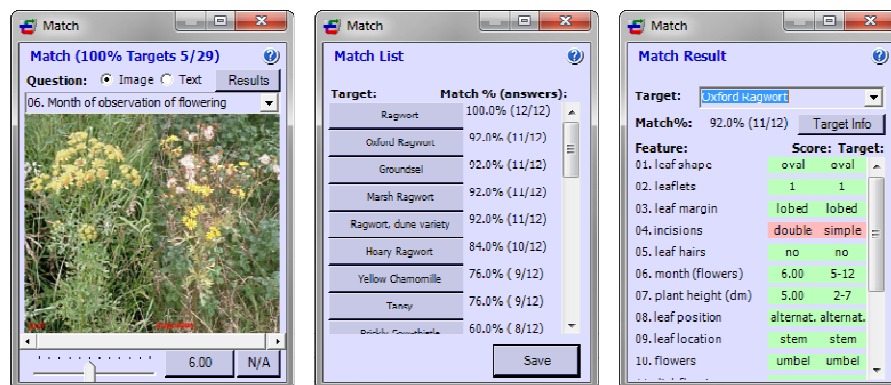 Match
Match (100% Targets 5/29)
Question: Image Text Results
06. Month of observation of flowering
6.00 N/A
Match
Match List
Target: Match % (answers):
Ragwort 100.0% (12/12)
Oxford Ragwort 92.0% (11/12)
Groundsel 92.0% (11/12)
Marsh Ragwort 92.0% (11/12)
Ragwort, dune variety 92.0% (11/12)
Hoary Ragwort 84.0% (10/12)
Yellow Chamomille 76.0% ( 9/12)
Tansy 76.0% ( 9/12)
60.0% ( 8/12)
Save
Match
Match Result
Target: Oxford Ragwort
Match%: 92.0% (11/12) Target Info
Feature: Score: Target:
01. leaf shape oval oval
02. leaflets 1 1
03. leaf margin lobed lobed
04. incisions double simple
05. leaf hairs no no
06. month (flowers) 6.00 5-12
07. plant height (dm) 5.00 2-7
08. leaf position alternat. alternat.
09. leaf location stem stem
10. flowers umbel umbel